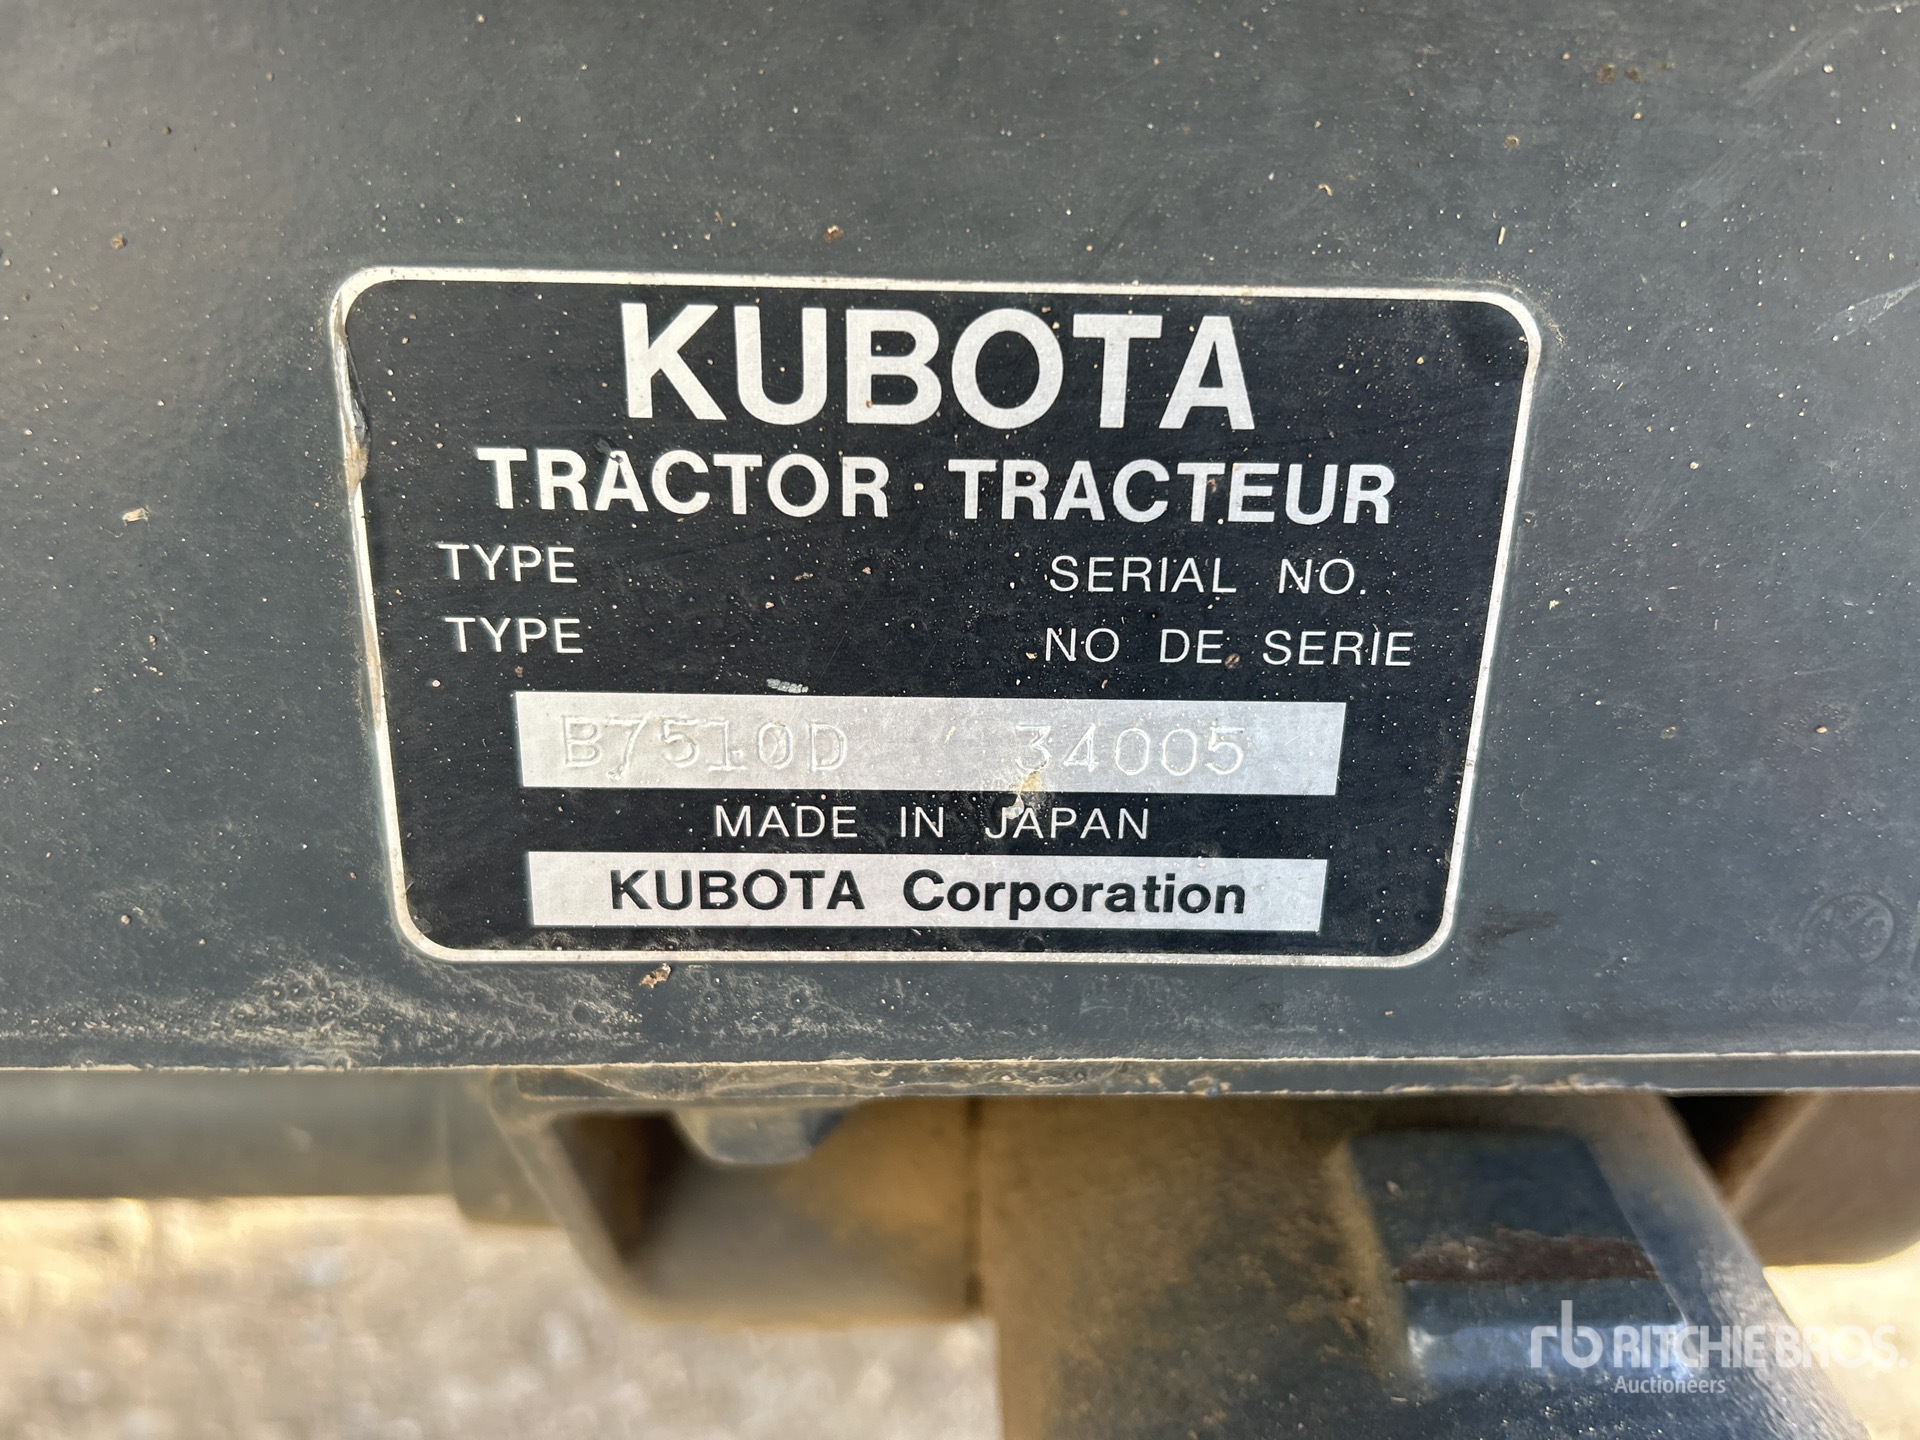 KUBOTA
TRACTOR · TRACTEUR
TYPE SERIAL NO.
TYPE NO DE SERIE
B7510D 34005
MADE IN JAPAN
KUBOTA Corporation
rb RITCHIE BROS.
Auctioneers